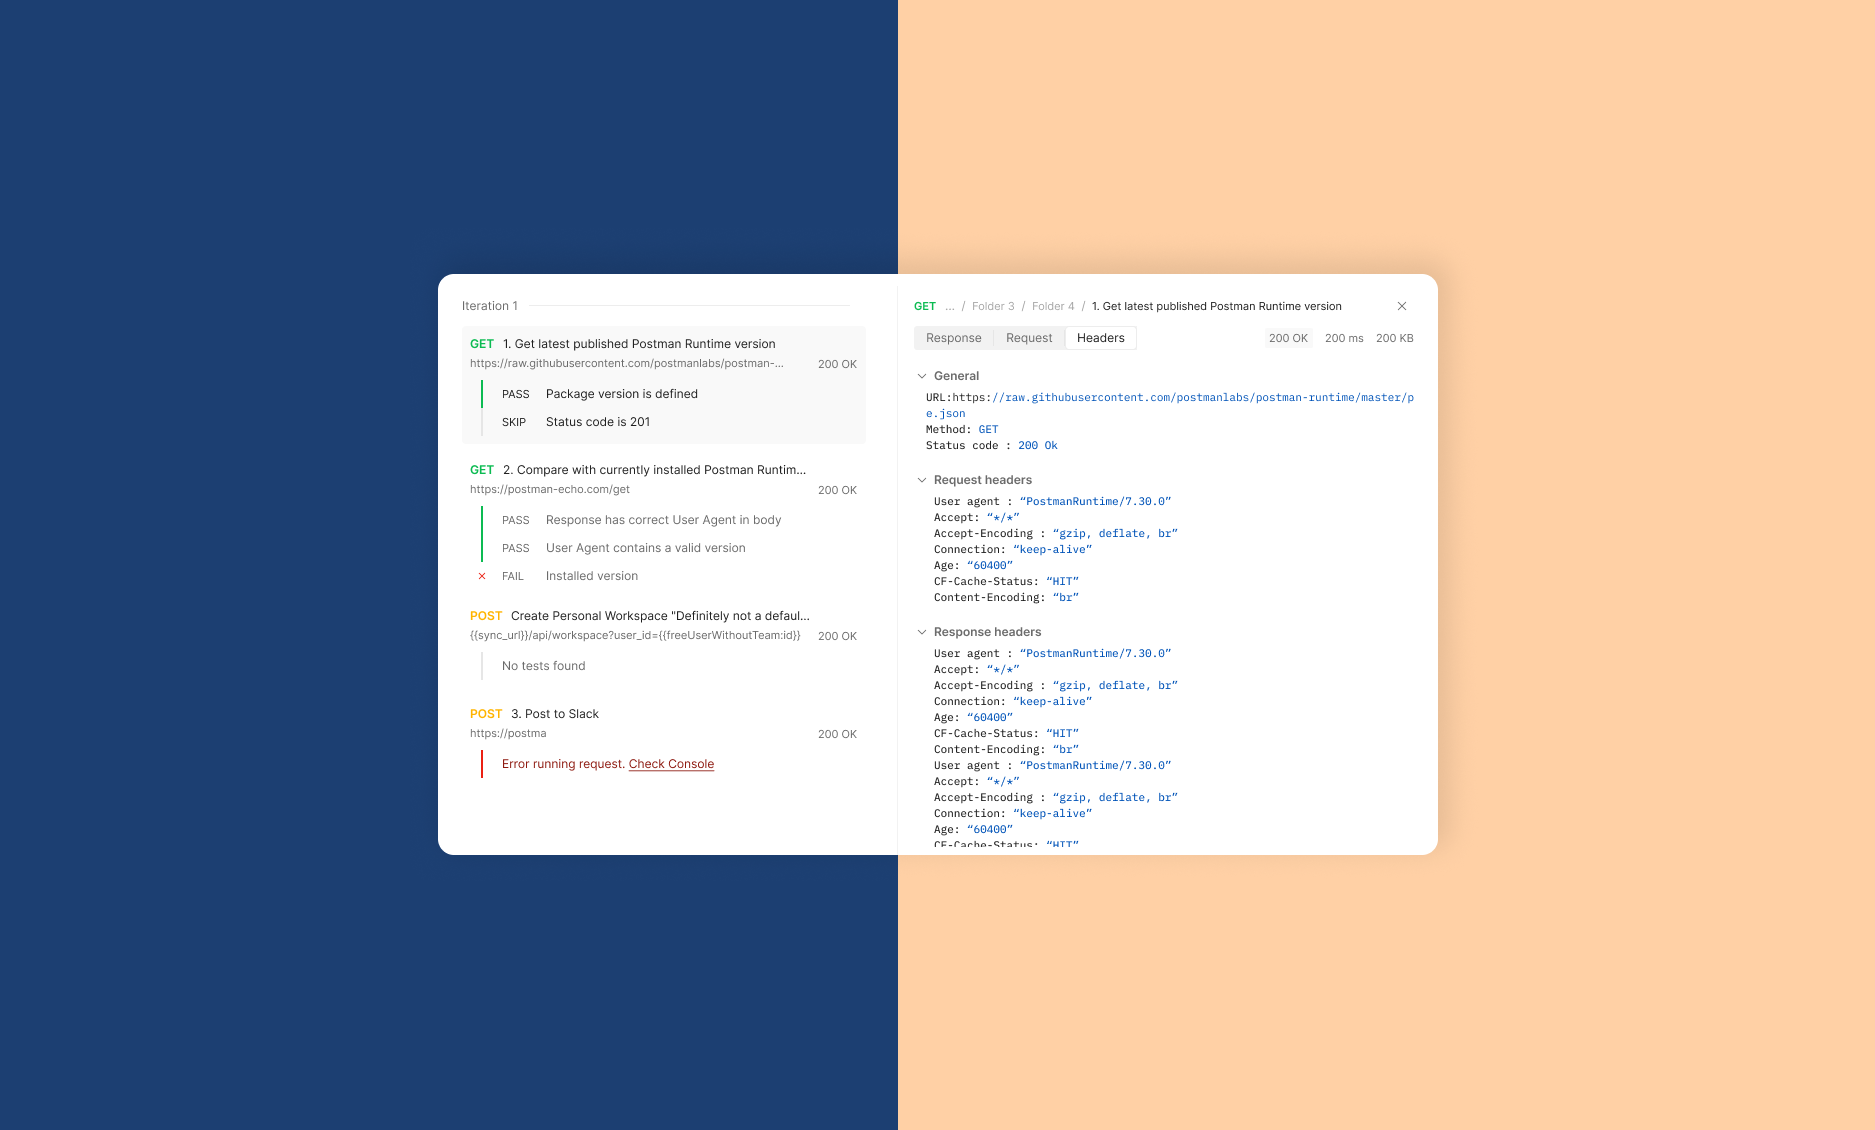 Iteration 1
GET 1. Get latest published Postman Runtime version
https://raw.githubusercontent.com/postmanlabs/postman-... 200 OK
PASS Package version is defined
SKIP Status code is 201
GET 2. Compare with currently installed Postman Runtim...
https://postman-echo.com/get 200 OK
PASS Response has correct User Agent in body
PASS User Agent contains a valid version
FAIL Installed version
POST Create Personal Workspace "Definitely not a defaul...
{{sync_url}}/api/workspace?user_id={{freeUserWithoutTeam:id}} 200 OK
No tests found
POST 3. Post to Slack
https://postma 200 OK
Error running request. Check Console
GET ... / Folder 3 / Folder 4 / 1. Get latest published Postman Runtime version
Response Request Headers 200 OK 200 ms 200 KB
General
URL:https://raw.githubusercontent.com/postmanlabs/postman-runtime/master/p
e.json
Method: GET
Status code : 200 Ok
Request headers
User agent : “PostmanRuntime/7.30.0”
Accept: “*/*”
Accept-Encoding : “gzip, deflate, br”
Connection: “keep-alive”
Age: “60400”
CF-Cache-Status: “HIT”
Content-Encoding: “br”
Response headers
User agent : “PostmanRuntime/7.30.0”
Accept: “*/*”
Accept-Encoding : “gzip, deflate, br”
Connection: “keep-alive”
Age: “60400”
CF-Cache-Status: “HIT”
Content-Encoding: “br”
User agent : “PostmanRuntime/7.30.0”
Accept: “*/*”
Accept-Encoding : “gzip, deflate, br”
Connection: “keep-alive”
Age: “60400”
CF-Cache-Status: “HIT”